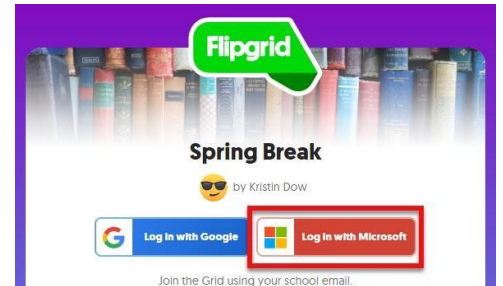 Flipgrid
Spring Break
by Kristin Dow
Log in with Google
Log in with Microsoft
Join the Grid using your school email.